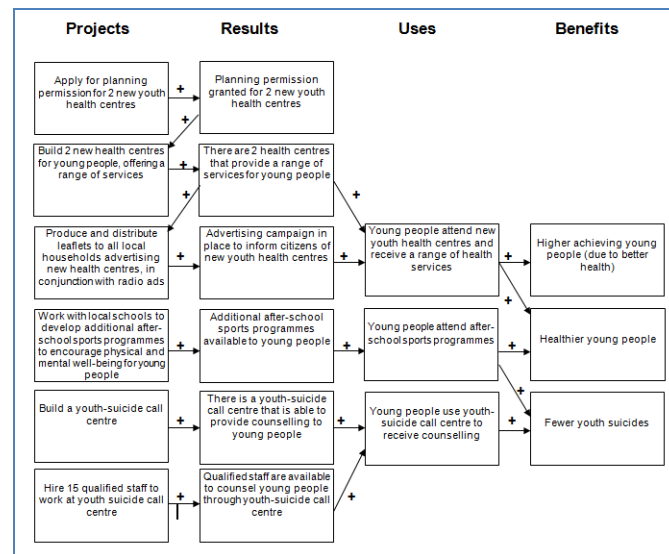 Projects
Results
Uses
Benefits
Apply for planning
permission for 2 new youth
health centres
+
Planning permission
granted for 2 new youth
health centres
+
Build 2 new health centres
for young people, offering a
range of services
+
There are 2 health centres
that provide a range of
services for young people
+
+
Produce and distribute
leaflets to all local
households advertising
new health centres, in
conjunction with radio ads
+
Advertising campaign in
place to inform citizens of
new youth health centres
+
Young people attend new
youth health centres and
receive a range of health
services
+
Higher achieving young
people (due to better
health)
+
Work with local schools to
develop additional after-
school sports programmes
to encourage physical and
mental well-being for young
people
+
Additional after-school
sports programmes
available to young people
+
Young people attend after-
school sports programmes
+
Healthier young people
+
Build a youth-suicide call
centre
+
There is a youth-suicide
call centre that is able to
provide counselling to
young people
+
Young people use youth-
suicide call centre to
receive counselling
+
Fewer youth suicides
Hire 15 qualified staff to
work at youth suicide call
centre
+
Qualified staff are available
to counsel young people
through youth-suicide call
centre
+